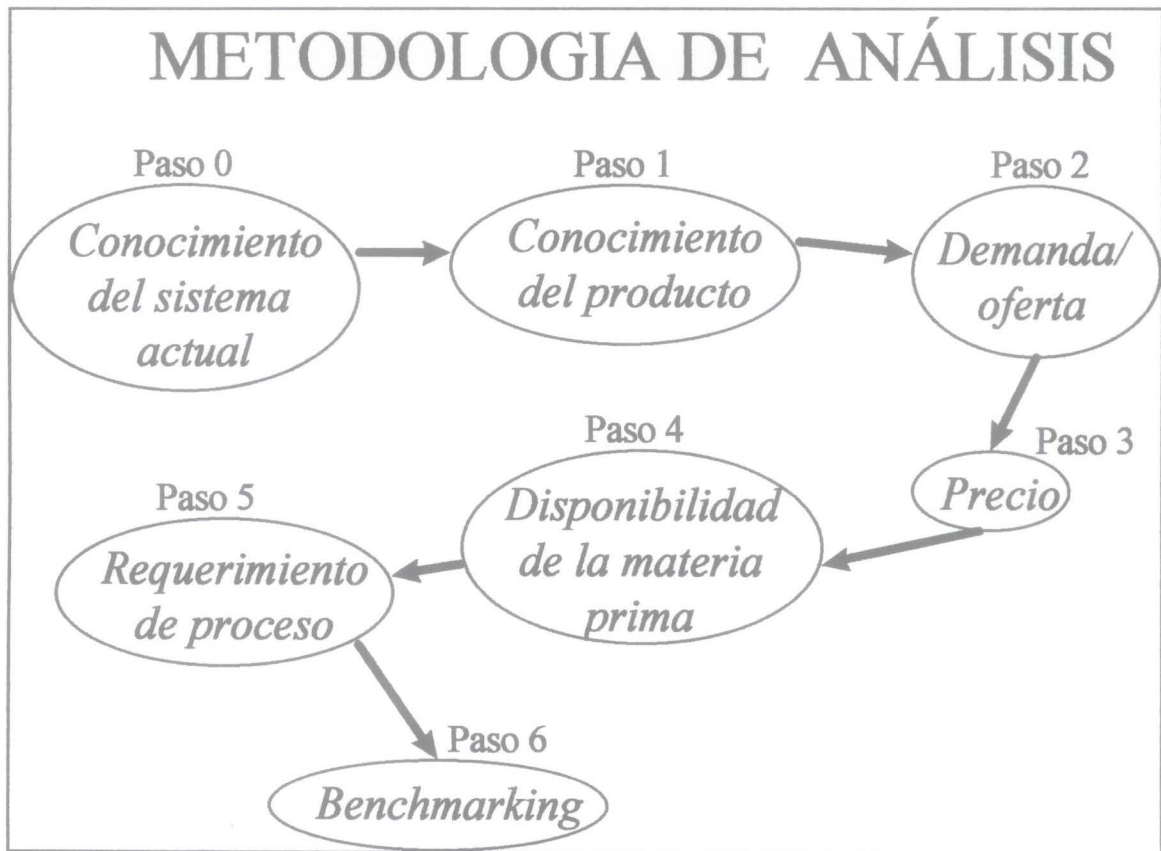 METODOLOGIA DE ANÁLISIS
Paso 0
Conocimiento
del sistema
actual
Paso 1
Conocimiento
del producto
Paso 2
Demanda/
oferta
Paso 3
Precio
Paso 4
Disponibilidad
de la materia
prima
Paso 5
Requerimiento
de proceso
Paso 6
Benchmarking